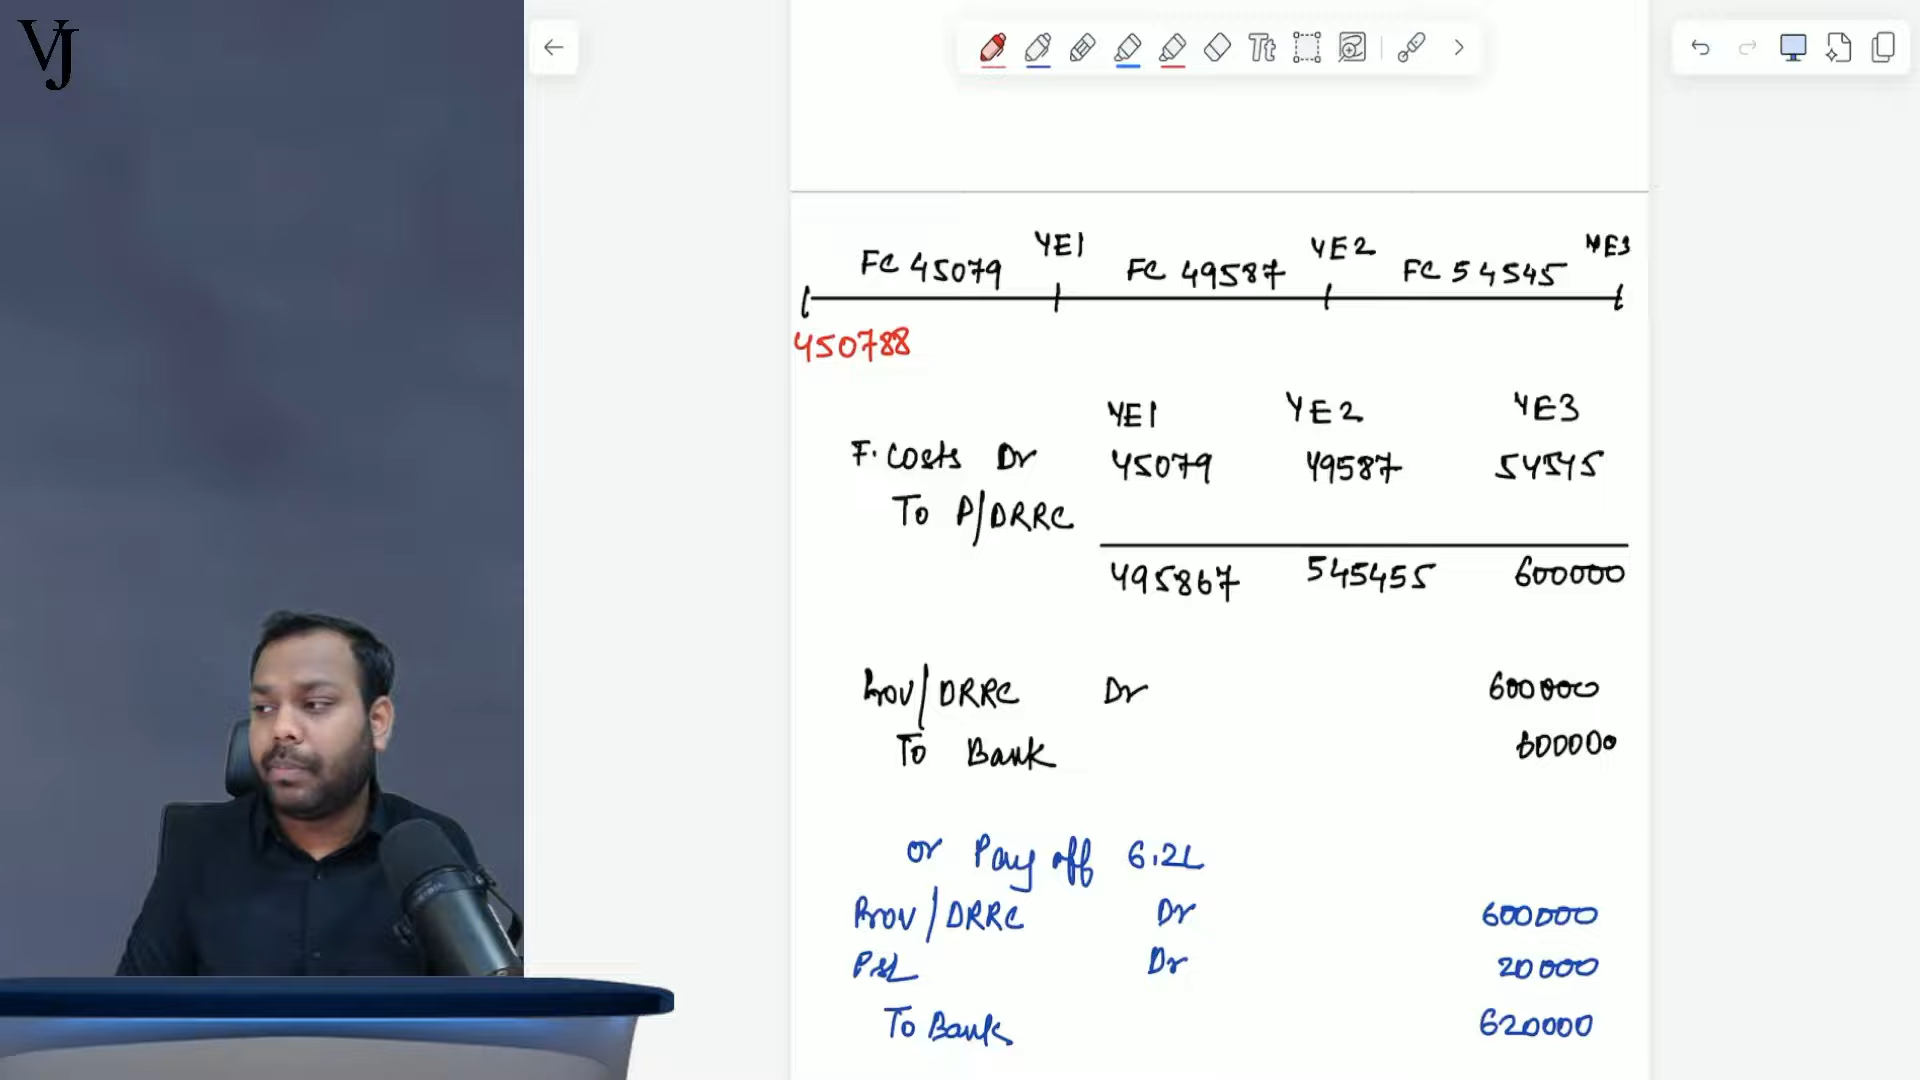 VJ
Tt
YE1 YE2 YE3
FC 45079 FC 49587 FC 54545
450788
YE1 YE2 YE3
F. Costs Dr 45079 49587 54545
To P/DRRC
495867 545455 600000
Prov/DRRC Dr 600000
To Bank 600000
or Pay off 6.2L
Prov/DRRC Dr 600000
P&L Dr 20000
To Bank 620000